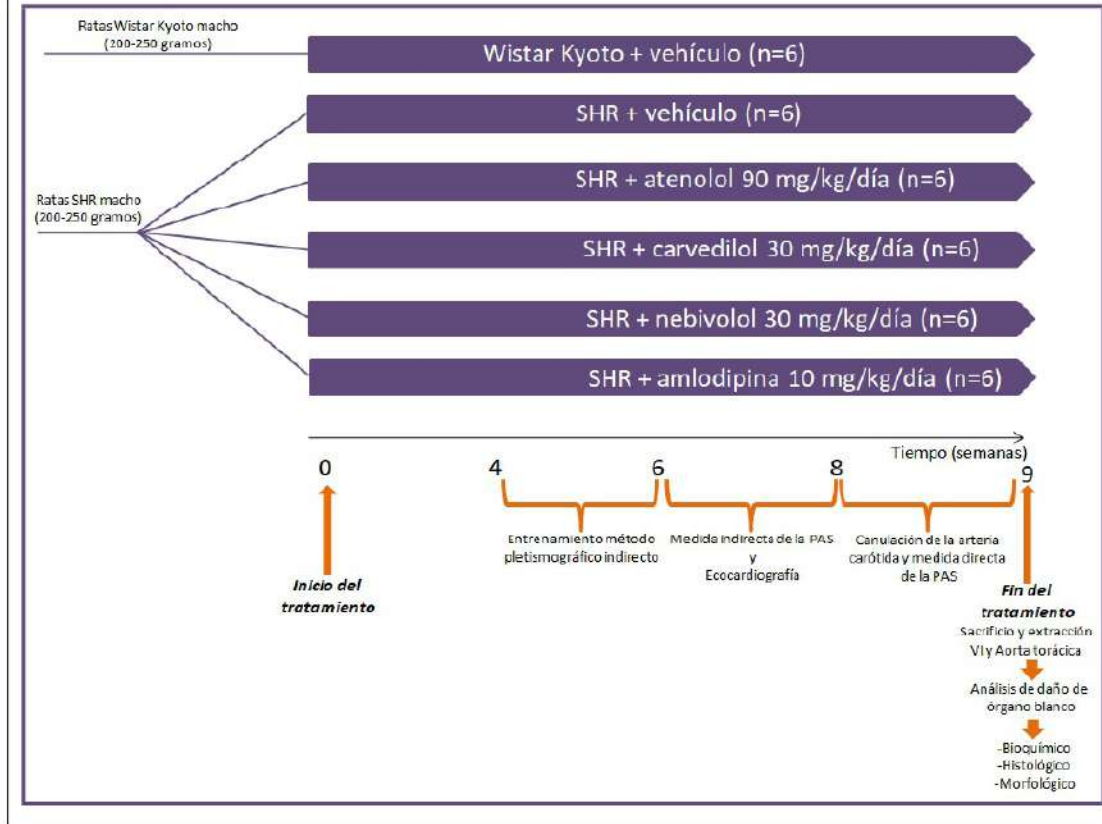 Ratas Wistar Kyoto macho
(200-250 gramos)
Wistar Kyoto + vehículo (n=6)
SHR + vehículo (n=6)
SHR + atenolol 90 mg/kg/día (n=6)
Ratas SHR macho
(200-250 gramos)
SHR + carvedilol 30 mg/kg/día (n=6)
SHR + nebivolol 30 mg/kg/día (n=6)
SHR + amlodipina 10 mg/kg/día (n=6)
Tiempo (semanas)
0 4 6 8 9
Entrenamiento método
pletismográfico indirecto
Medida indirecta de la PAS
y
Ecocardiografía
Canulación de la arteria
carótida y medida directa
de la PAS
Inicio del
tratamiento
Fin del
tratamiento
Sacrificio y extracción
VI y Aorta torácica
Análisis de daño de
órgano blanco
-Bioquímico
-Histológico
-Morfológico